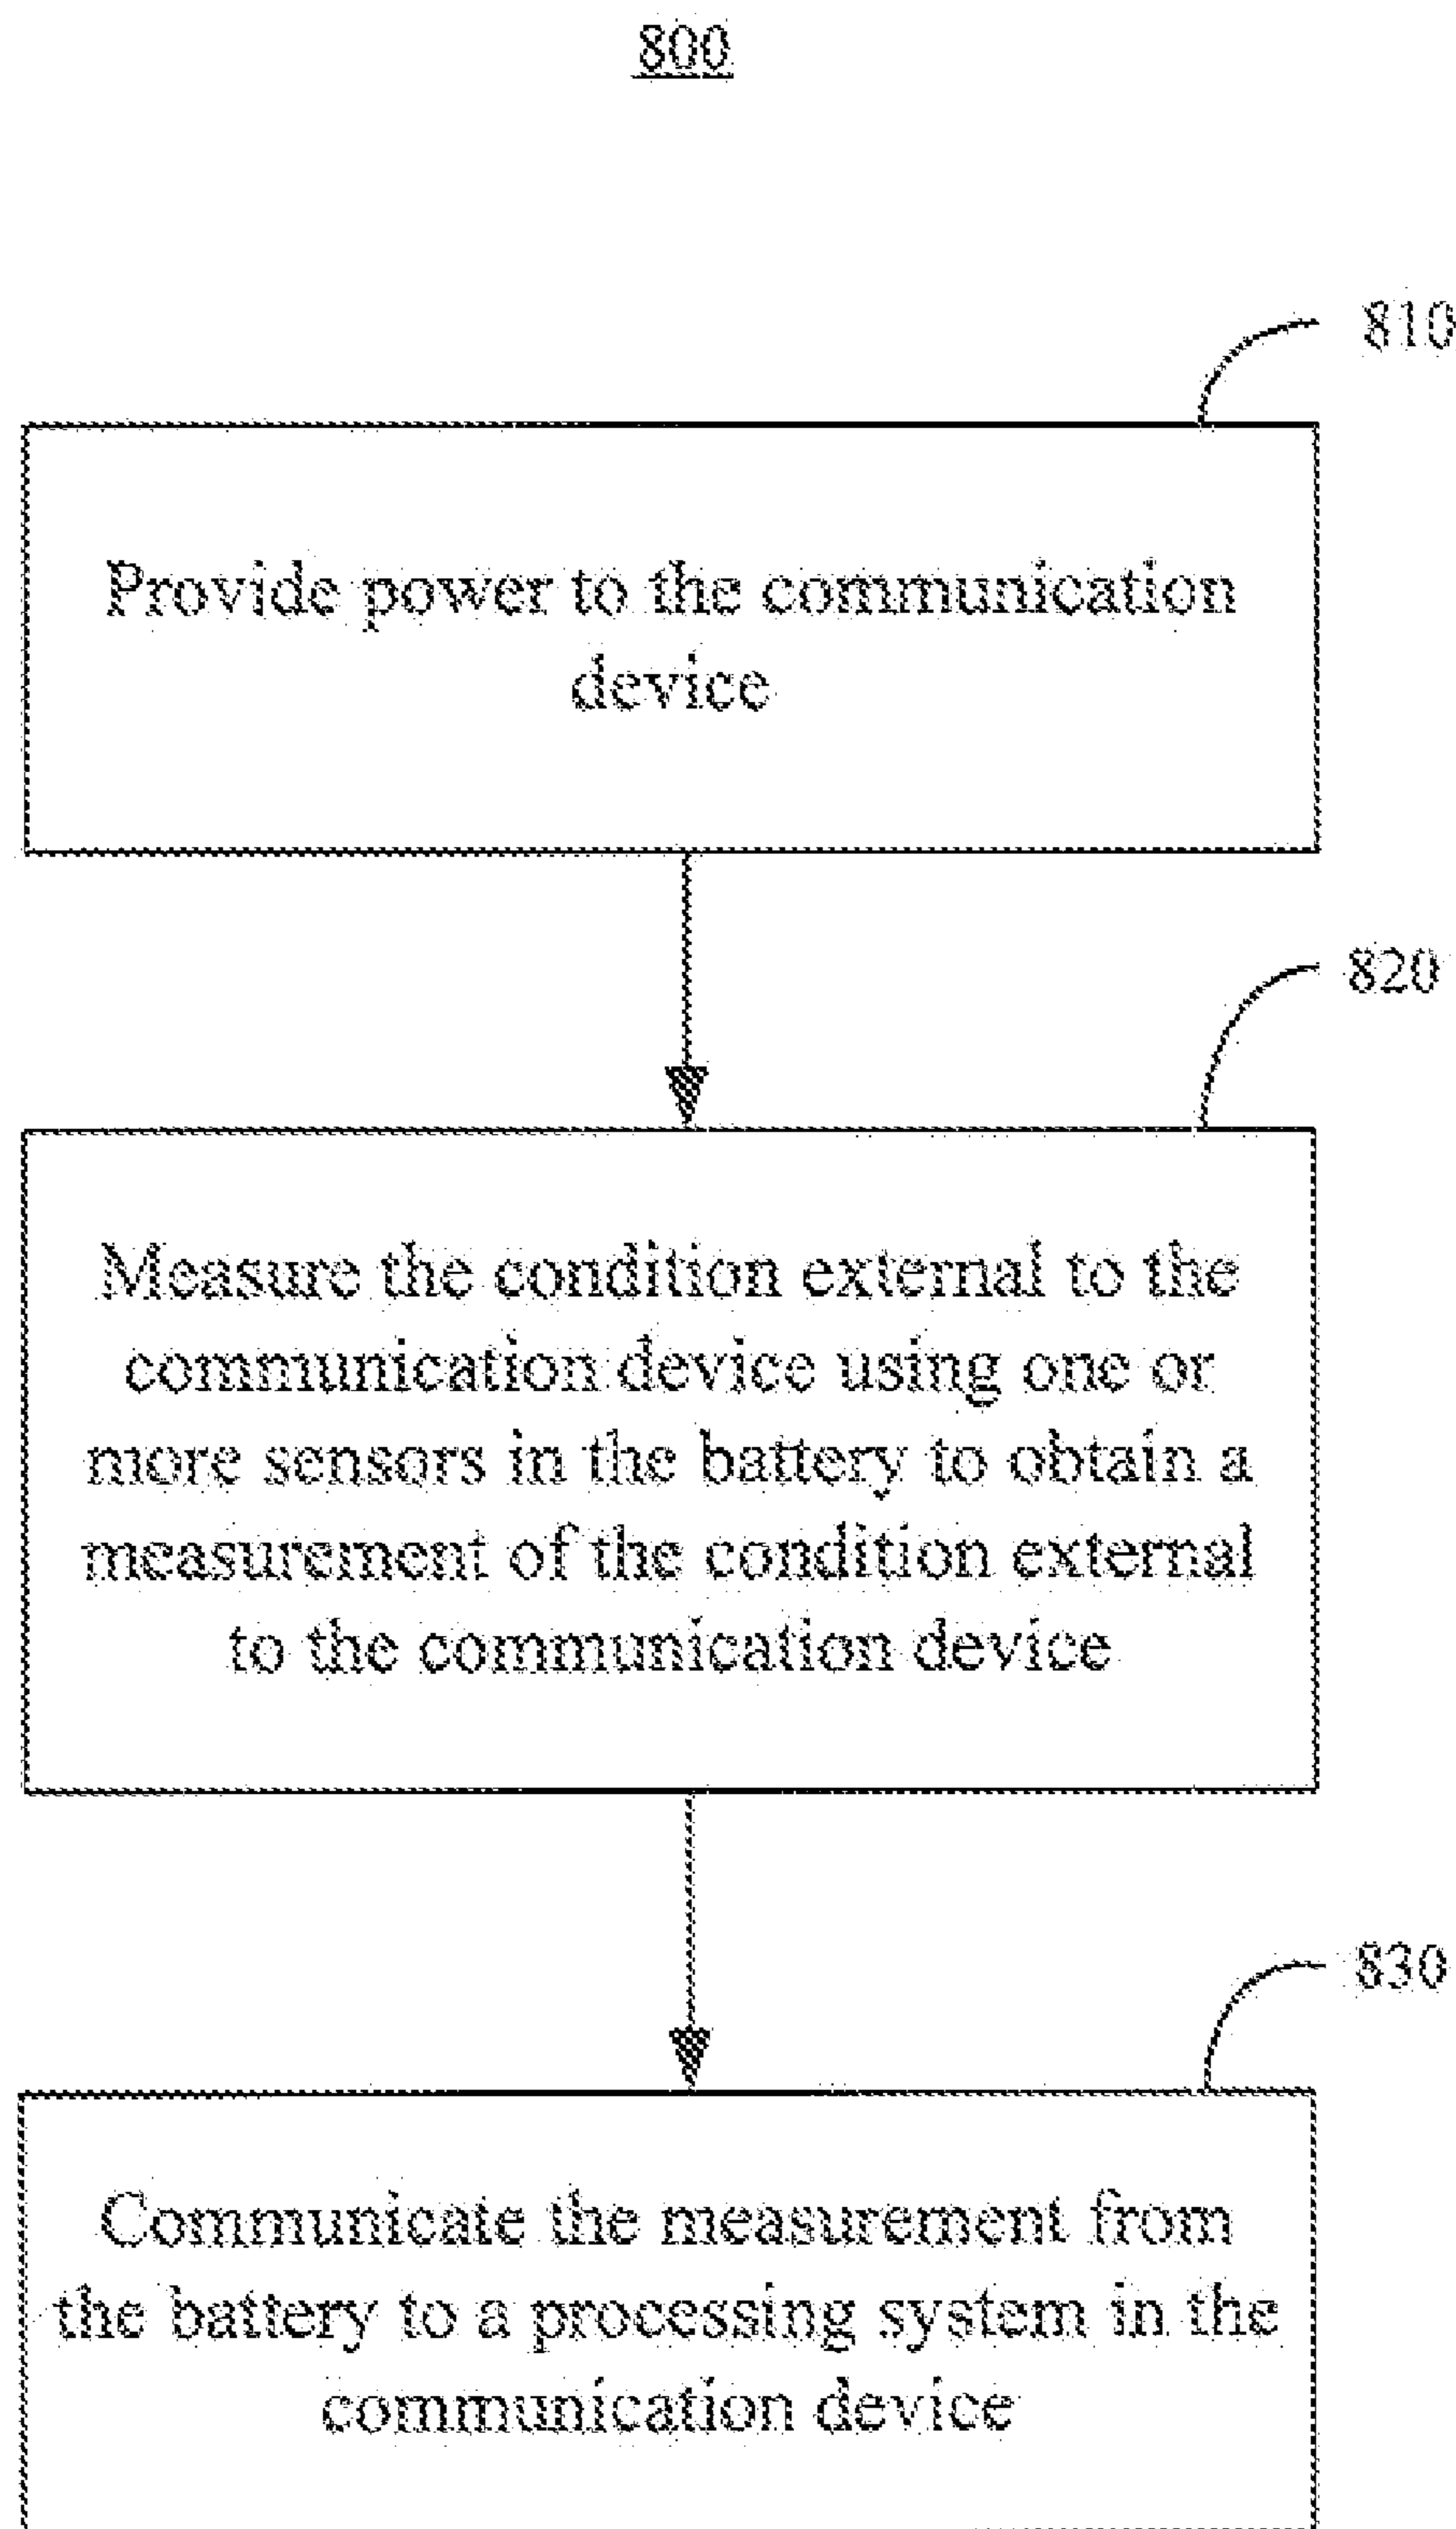 800
810
Provide power to the communication
device
820
Measure the condition external to the
communication device using one or
more sensors in the battery to obtain a
measurement of the condition external
to the communication device
830
Communicate the measurement from
the battery to a processing system in the
communication device